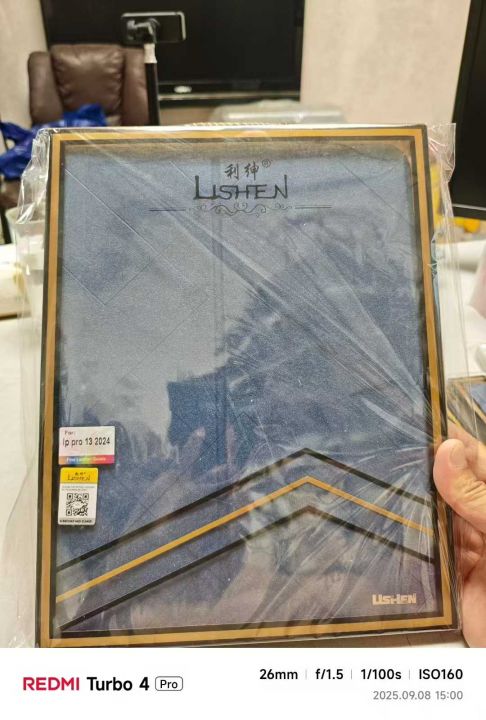 利绅®
LISHEN
For:
Ip pro 13 2024
利绅
LISHEN
LISHEN
REDMI Turbo 4 Pro
26mm | f/1.5 | 1/100s | ISO160
2025.09.08 15:00